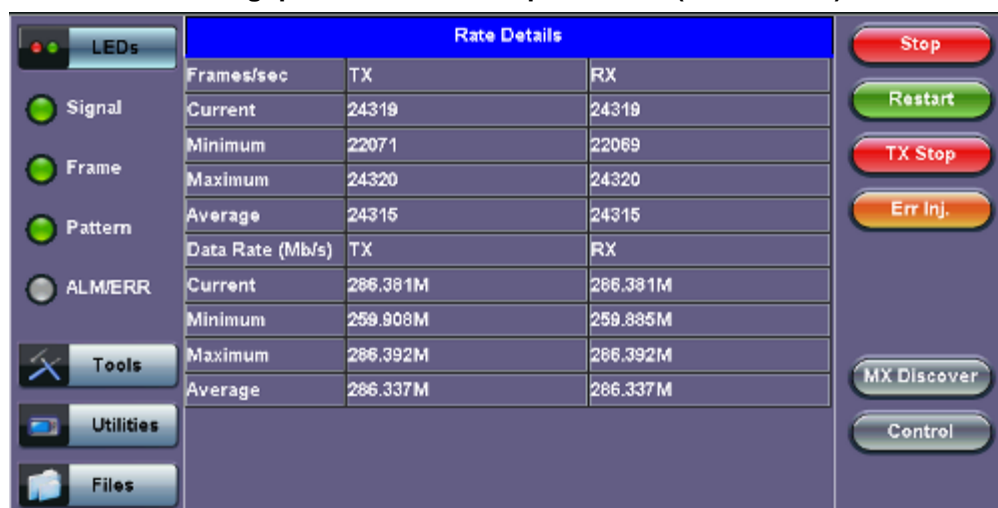 LEDs
Signal
Frame
Pattern
ALM/ERR
Tools
Utilities
Files
Rate Details
Frames/sec TX RX
Current 24319 24319
Minimum 22071 22069
Maximum 24320 24320
Average 24315 24315
Data Rate (Mb/s) TX RX
Current 286.381M 286.381M
Minimum 259.908M 259.885M
Maximum 286.392M 286.392M
Average 286.337M 286.337M
Stop
Restart
TX Stop
Err Inj.
MX Discover
Control